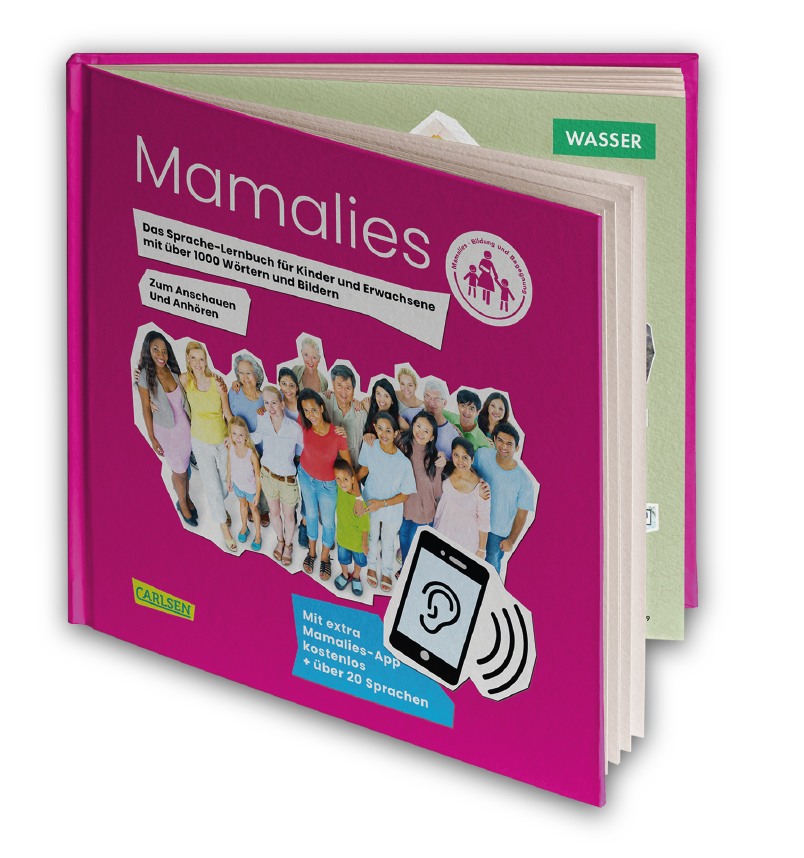 WASSER
Mamalies
Das Sprache-Lernbuch für Kinder und Erwachsene
mit über 1000 Wörtern und Bildern
Mamalies - Bildung und Begegnung
Zum Anschauen
Und Anhören
CARLSEN
Mit extra
Mamalies-App
kostenlos
+ über 20 Sprachen
9